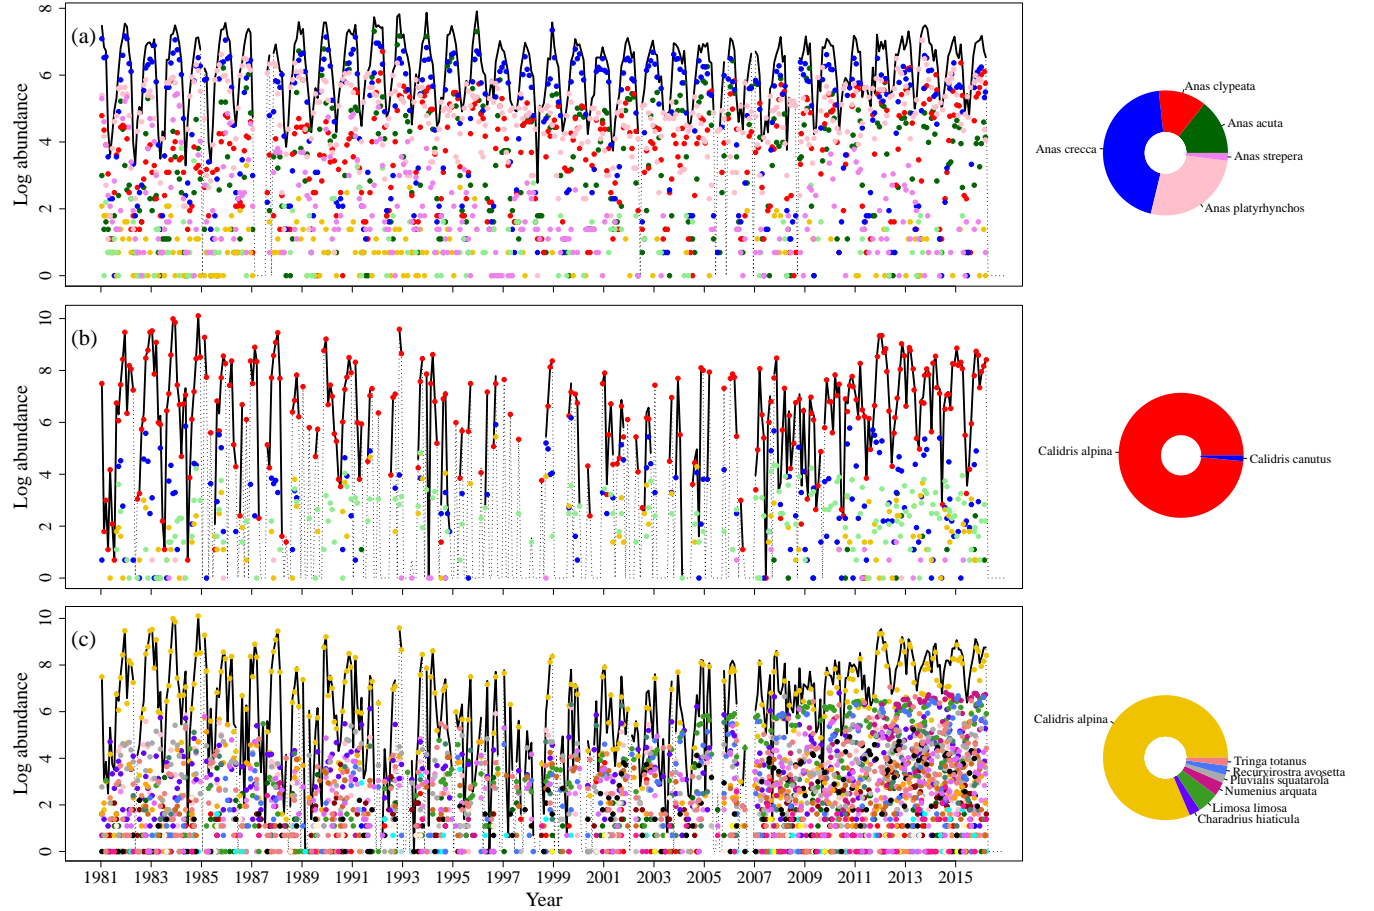 (a)
Log abundance
8
6
4
2
0
Anas clypeata
Anas acuta
Anas crecca
Anas strepera
Anas platyrhynchos
(b)
Log abundance
10
8
6
4
2
0
Calidris alpina
Calidris canutus
(c)
Log abundance
10
8
6
4
2
0
1981 1983 1985 1987 1989 1991 1993 1995 1997 1999 2001 2003 2005 2007 2009 2011 2013 2015
Year
Calidris alpina
Tringa totanus
Recurvirostra avosetta
Pluvialis squatarola
Numenius arquata
Limosa limosa
Charadrius hiaticula